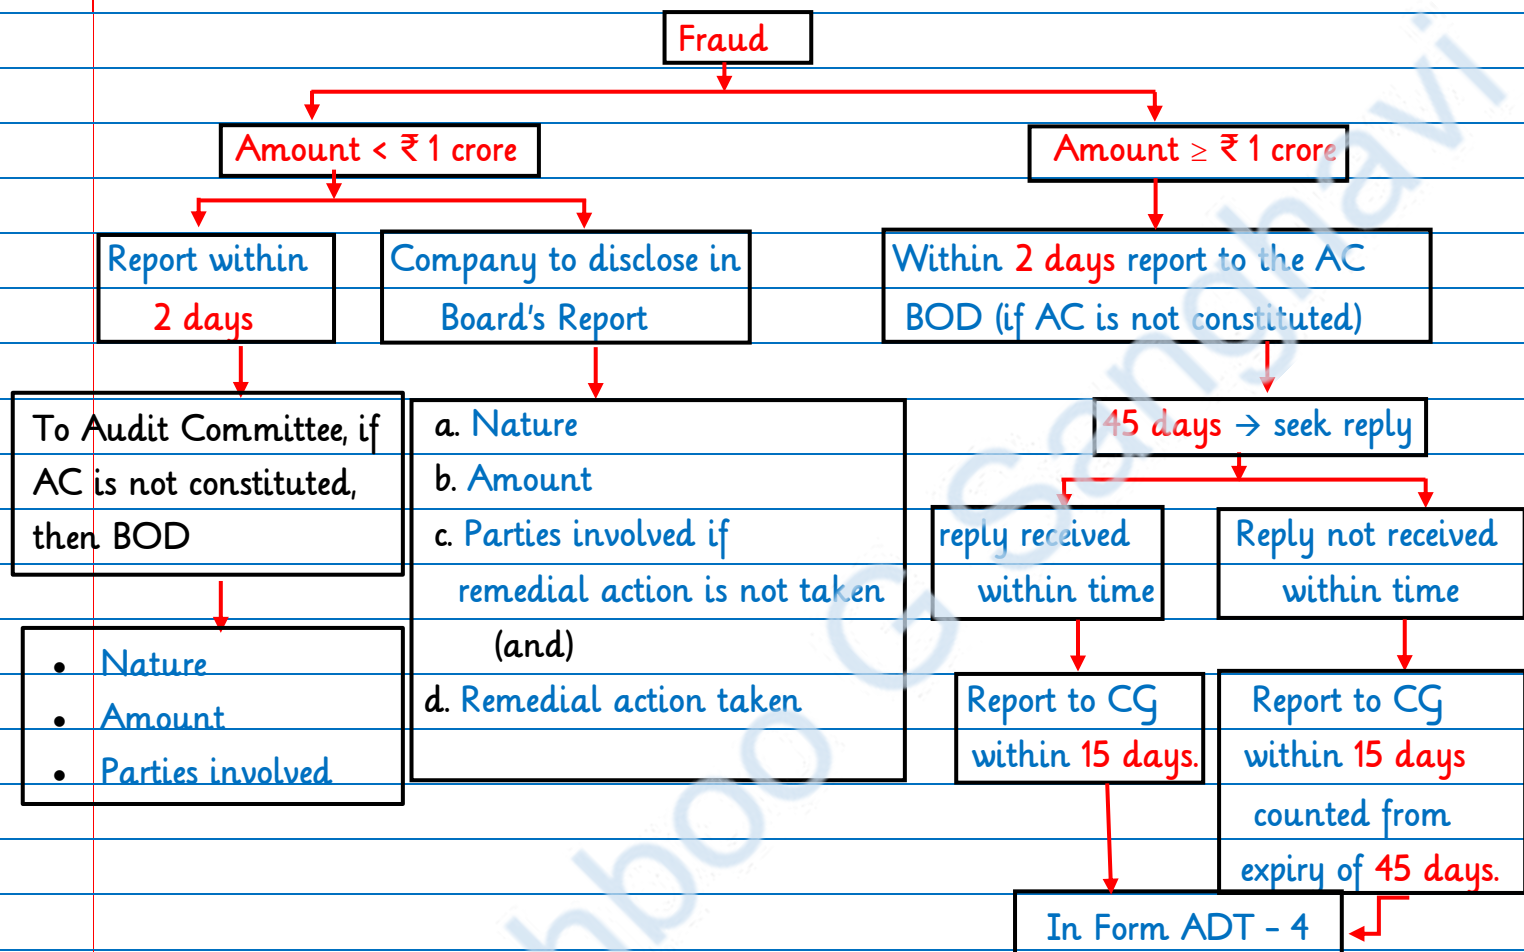 Fraud
Amount < ₹ 1 crore
Amount ≥ ₹ 1 crore
Report within
2 days
Company to disclose in
Board's Report
Within 2 days report to the AC
BOD (if AC is not constituted)
To Audit Committee, if
AC is not constituted,
then BOD
a. Nature
b. Amount
c. Parties involved if
remedial action is not taken
(and)
d. Remedial action taken
45 days → seek reply
reply received
within time
Reply not received
within time
• Nature
• Amount
• Parties involved
Report to CG
within 15 days.
Report to CG
within 15 days
counted from
expiry of 45 days.
In Form ADT - 4
hboo G Sanghavi